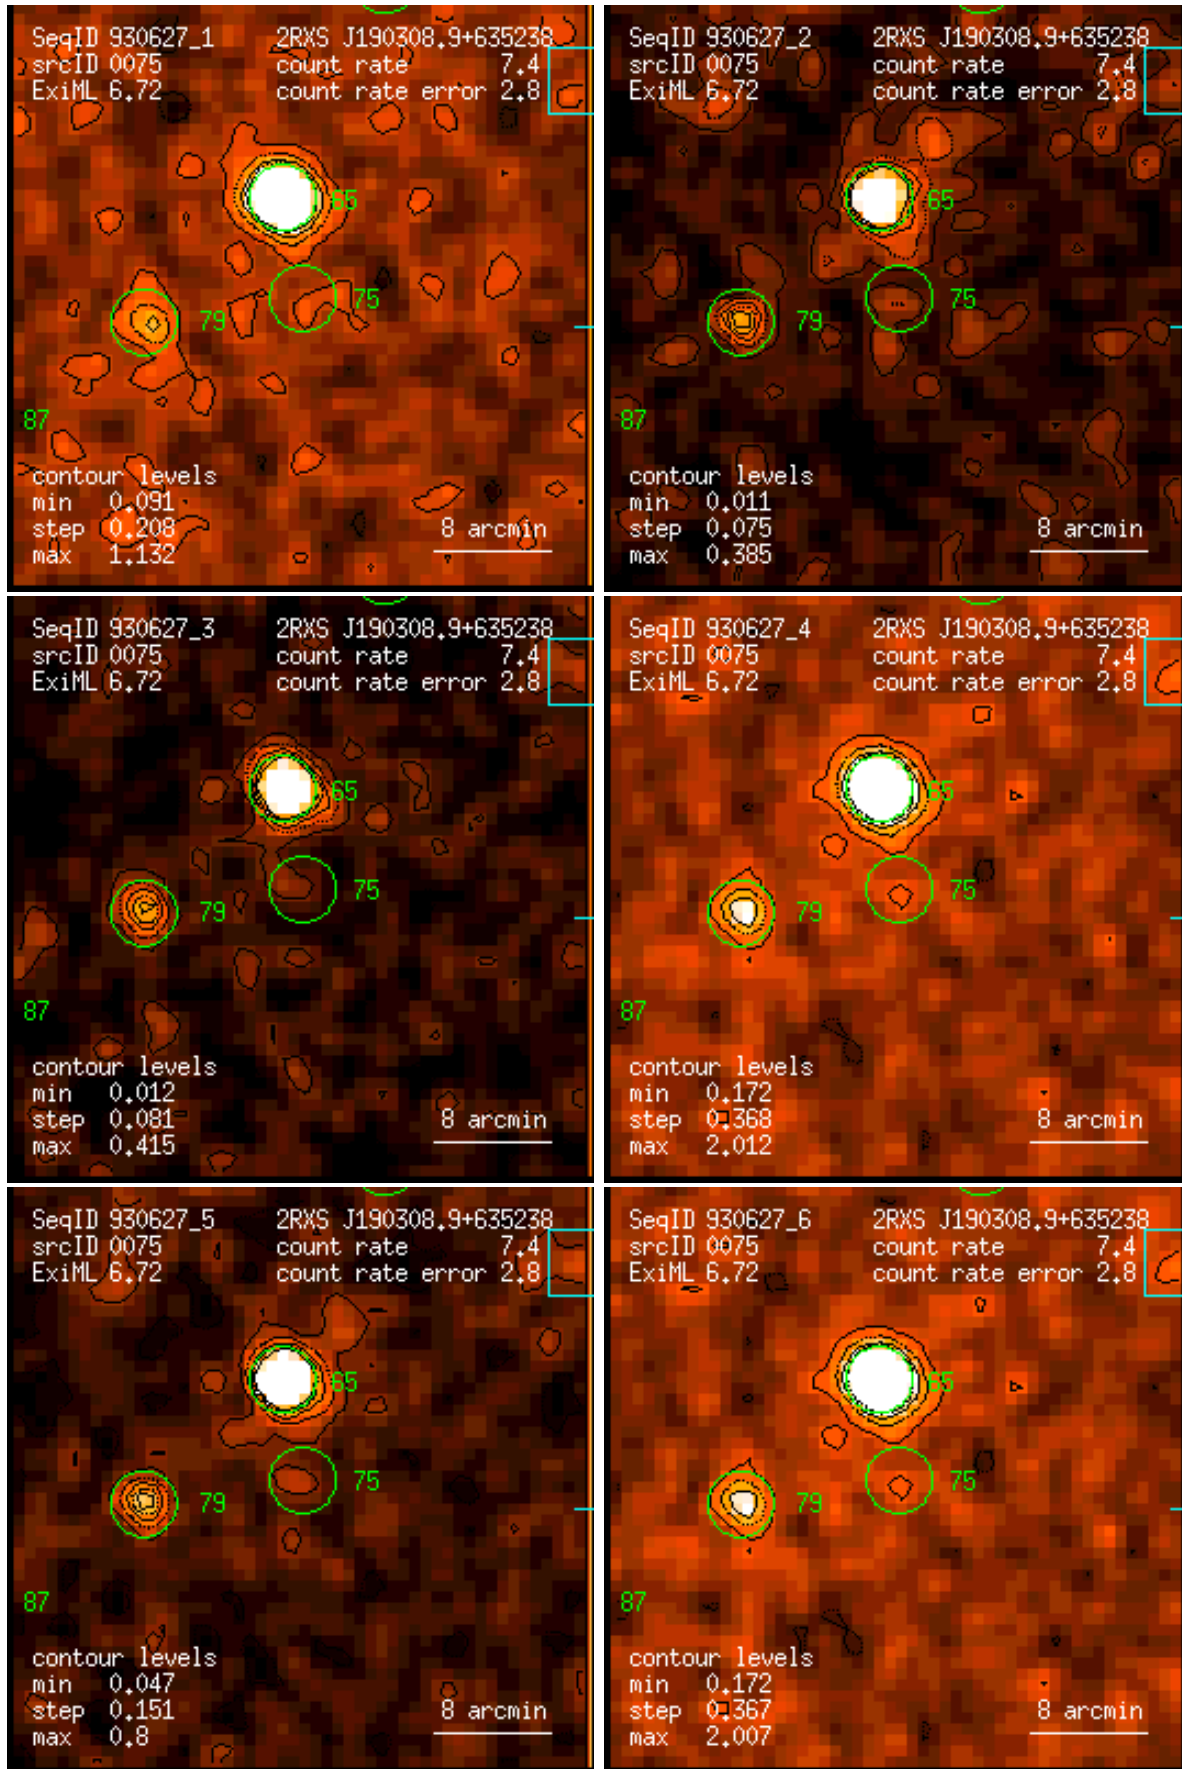 SeqID 930627_1 2RXS J190308.9+635238
srcID 0075 count rate 7.4
ExiML 6.72 count rate error 2.8
65
75
79
87
contour levels
min 0.091
step 0.208 8 arcmin
max 1.132
SeqID 930627_2 2RXS J190308.9+635238
srcID 0075 count rate 7.4
ExiML 6.72 count rate error 2.8
65
75
79
87
contour levels
min 0.011
step 0.075 8 arcmin
max 0.385
SeqID 930627_3 2RXS J190308.9+635238
srcID 0075 count rate 7.4
ExiML 6.72 count rate error 2.8
65
75
79
87
contour levels
min 0.012
step 0.081 8 arcmin
max 0.415
SeqID 930627_4 2RXS J190308.9+635238
srcID 0075 count rate 7.4
ExiML 6.72 count rate error 2.8
65
75
79
87
contour levels
min 0.172
step 0.368 8 arcmin
max 2.012
SeqID 930627_5 2RXS J190308.9+635238
srcID 0075 count rate 7.4
ExiML 6.72 count rate error 2.8
65
75
79
87
contour levels
min 0.047
step 0.151 8 arcmin
max 0.8
SeqID 930627_6 2RXS J190308.9+635238
srcID 0075 count rate 7.4
ExiML 6.72 count rate error 2.8
65
75
79
87
contour levels
min 0.172
step 0.367 8 arcmin
max 2.007